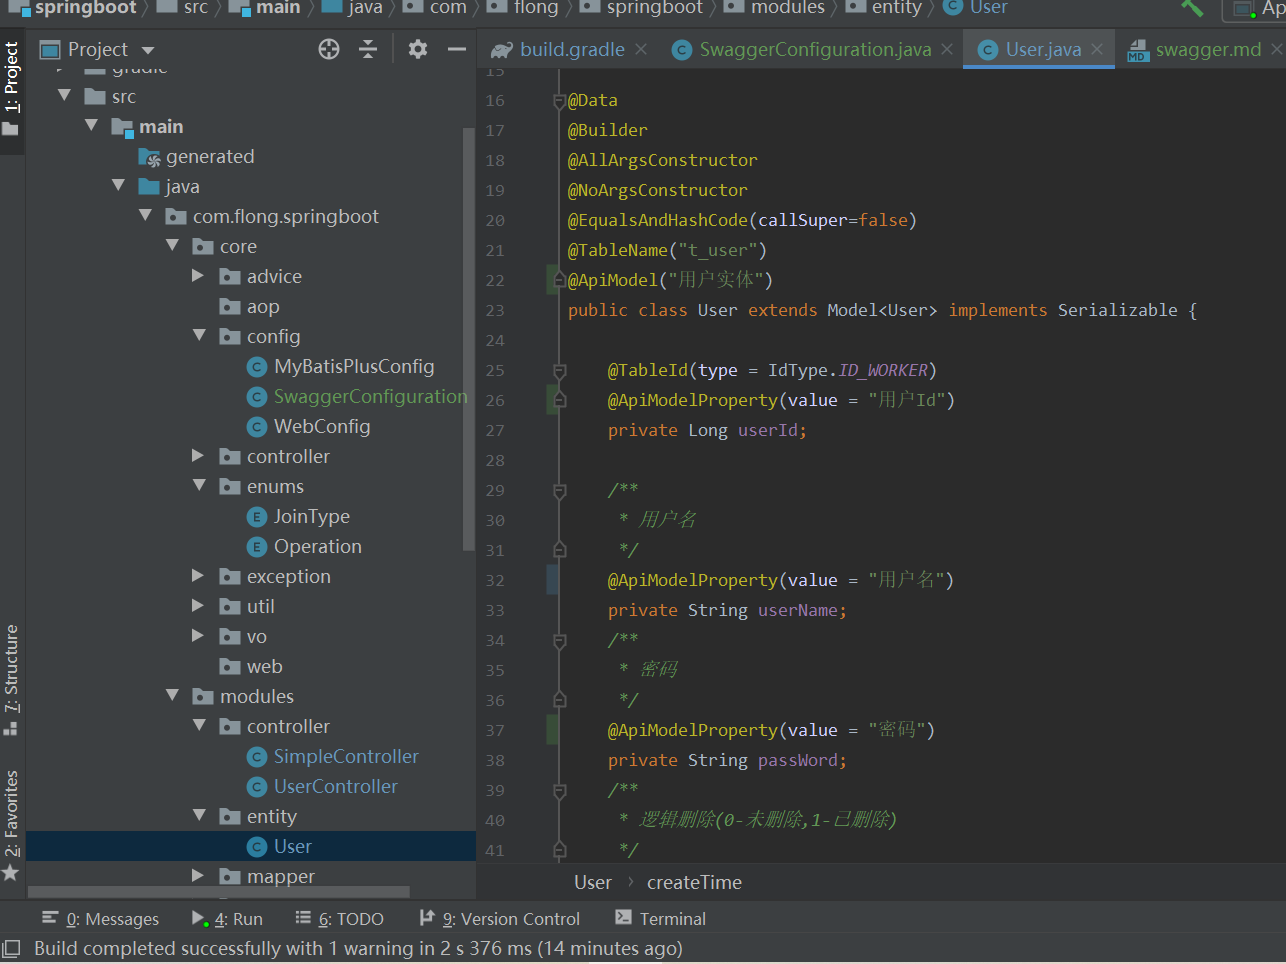 springboot src main java com flong springboot modules entity User Ap
1: Project
7: Structure
2: Favorites
Project
gradle
src
main
generated
java
com.flong.springboot
core
advice
aop
config
MyBatisPlusConfig
SwaggerConfiguration
WebConfig
controller
enums
JoinType
Operation
exception
util
vo
web
modules
controller
SimpleController
UserController
entity
User
mapper
build.gradle SwaggerConfiguration.java User.java swagger.md
15
16 @Data
17 @Builder
18 @AllArgsConstructor
19 @NoArgsConstructor
20 @EqualsAndHashCode(callSuper=false)
21 @TableName("t_user")
22 @ApiModel("用户实体")
23 public class User extends Model<User> implements Serializable {
24
25 @TableId(type = IdType.ID_WORKER)
26 @ApiModelProperty(value = "用户Id")
27 private Long userId;
28
29 /**
30 * 用户名
31 */
32 @ApiModelProperty(value = "用户名")
33 private String userName;
34 /**
35 * 密码
36 */
37 @ApiModelProperty(value = "密码")
38 private String passWord;
39 /**
40 * 逻辑删除(0-未删除,1-已删除)
41 */
User › createTime
0: Messages 4: Run 6: TODO 9: Version Control Terminal
Build completed successfully with 1 warning in 2 s 376 ms (14 minutes ago)